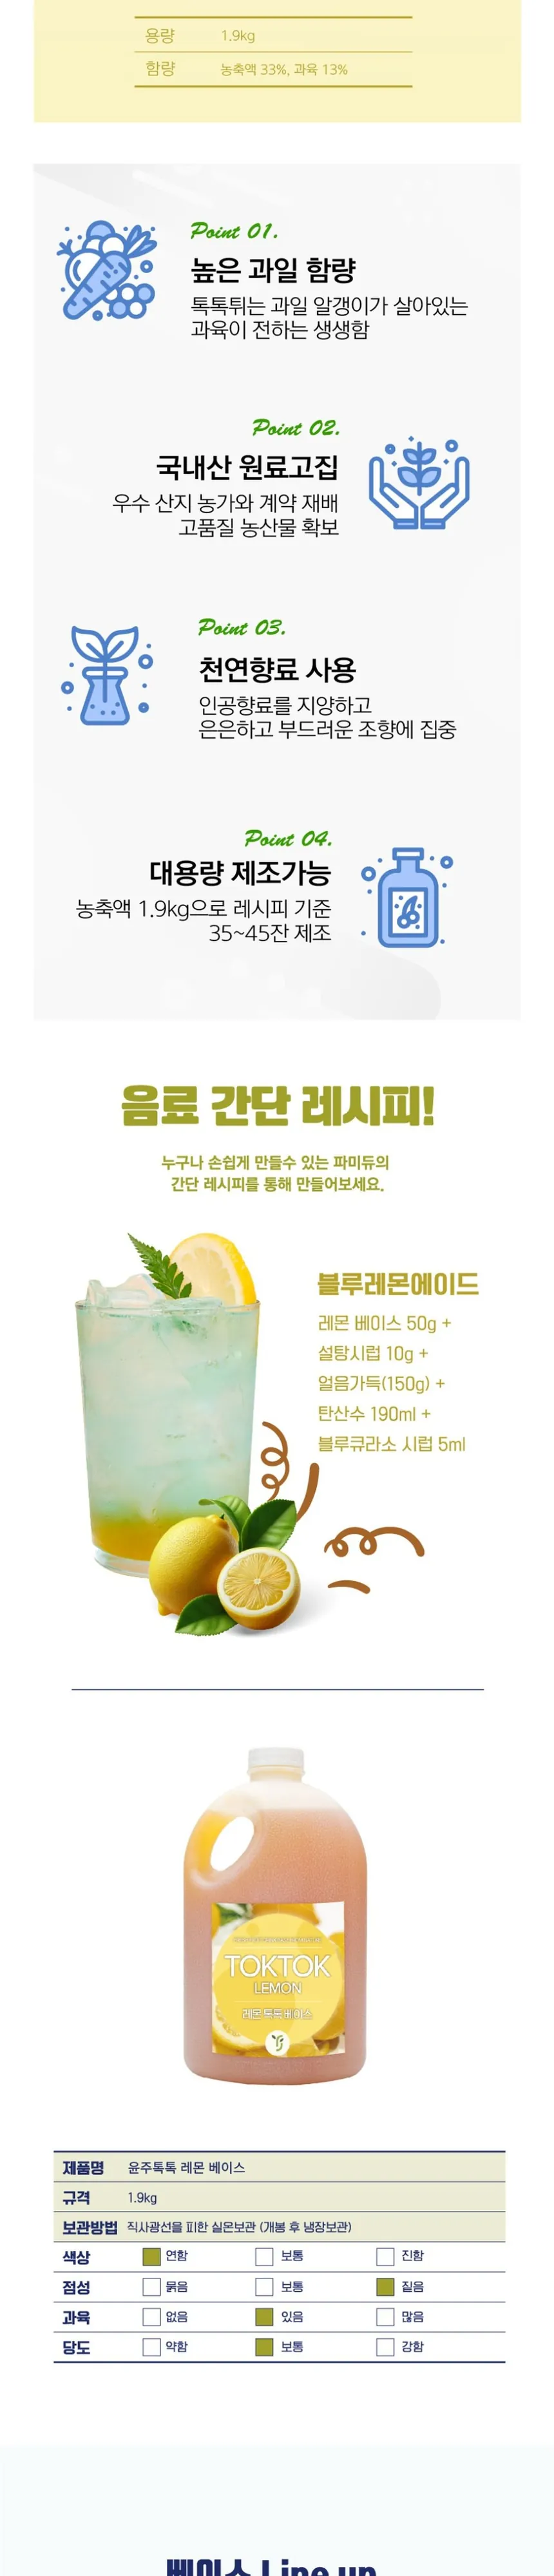 용량 1.9kg
함량 농축액 33%, 과육 13%
Point 01.
높은 과일 함량
톡톡튀는 과일 알갱이가 살아있는
과육이 전하는 생생함
Point 02.
국내산 원료고집
우수 산지 농가와 계약 재배
고품질 농산물 확보
Point 03.
천연향료 사용
인공향료를 지양하고
은은하고 부드러운 조향에 집중
Point 04.
대용량 제조가능
농축액 1.9kg으로 레시피 기준
35~45잔 제조
음료 간단 레시피!
누구나 손쉽게 만들수 있는 파미듀의
간단 레시피를 통해 만들어보세요.
블루레몬에이드
레몬 베이스 50g +
설탕시럽 10g +
얼음가득(150g) +
탄산수 190ml +
블루큐라소 시럽 5ml
TOKTOK
LEMON
레몬 톡톡 베이스
제품명 윤주톡톡 레몬 베이스
규격 1.9kg
보관방법 직사광선을 피한 실온보관 (개봉 후 냉장보관)
색상 연함 보통 진함
점성 묽음 보통 짙음
과육 없음 있음 많음
당도 약함 보통 강함
베이스 Line up